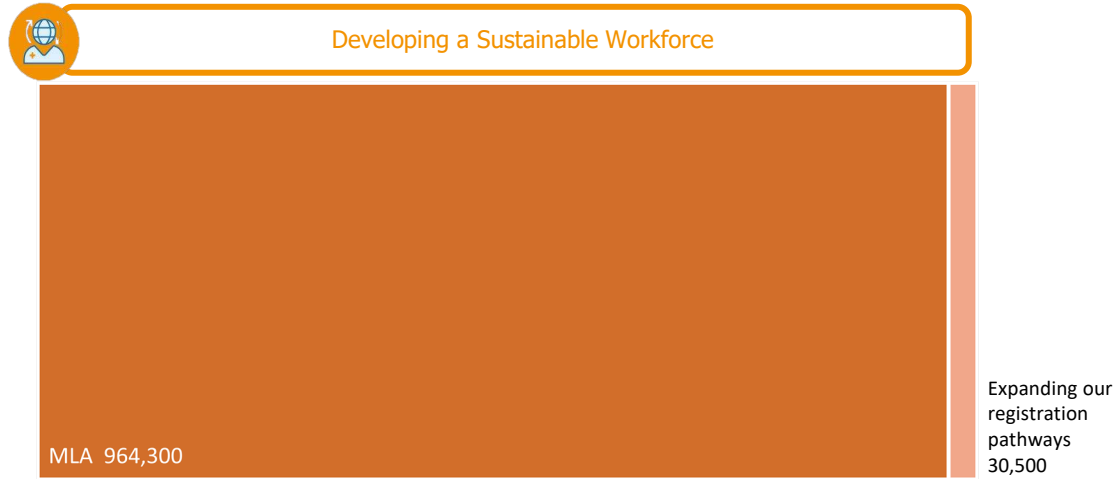 Developing a Sustainable Workforce
MLA 964,300
Expanding our
registration
pathways
30,500